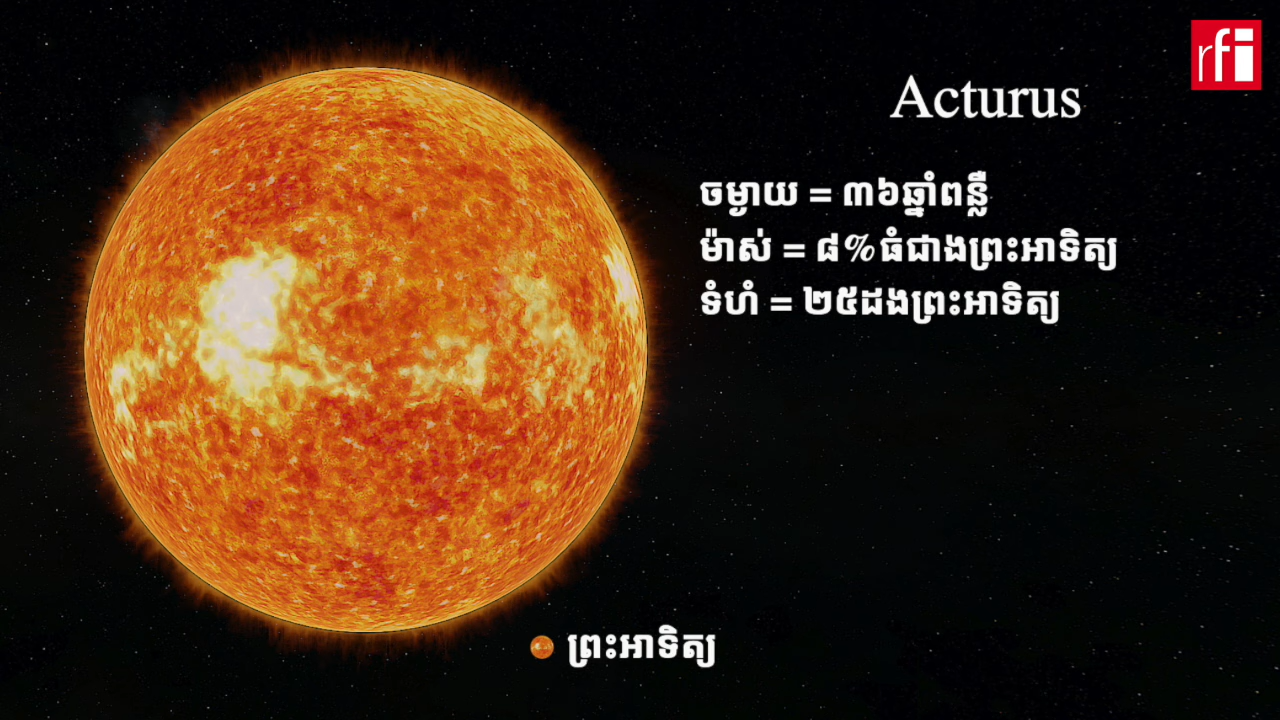 rfi
Acturus
ចម្ងាយ = ៣៦ឆ្នាំពន្លឺ
ម៉ាស់ = ៨%ធំជាងព្រះអាទិត្យ
ទំហំ = ២៥ដងព្រះអាទិត្យ
ព្រះអាទិត្យ